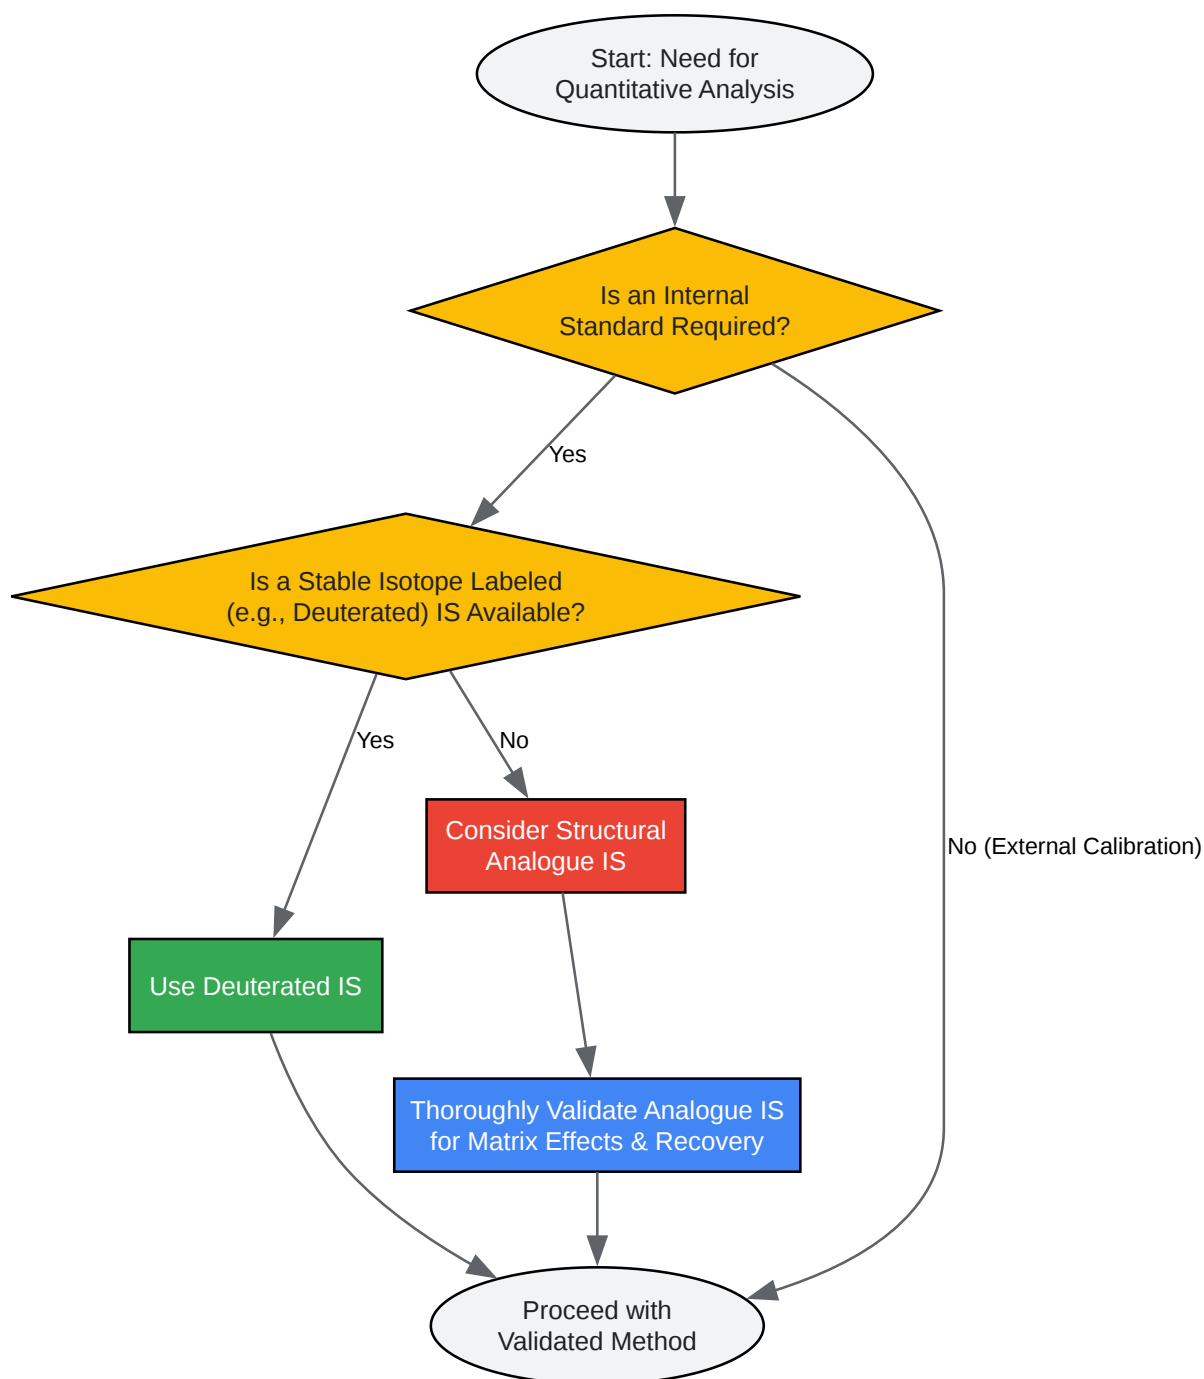 Start: Need for
Quantitative Analysis
Is an Internal
Standard Required?
Yes
Is a Stable Isotope Labeled
(e.g., Deuterated) IS Available?
Yes
No
Consider Structural
Analogue IS
No (External Calibration)
Use Deuterated IS
Thoroughly Validate Analogue IS
for Matrix Effects & Recovery
Proceed with
Validated Method